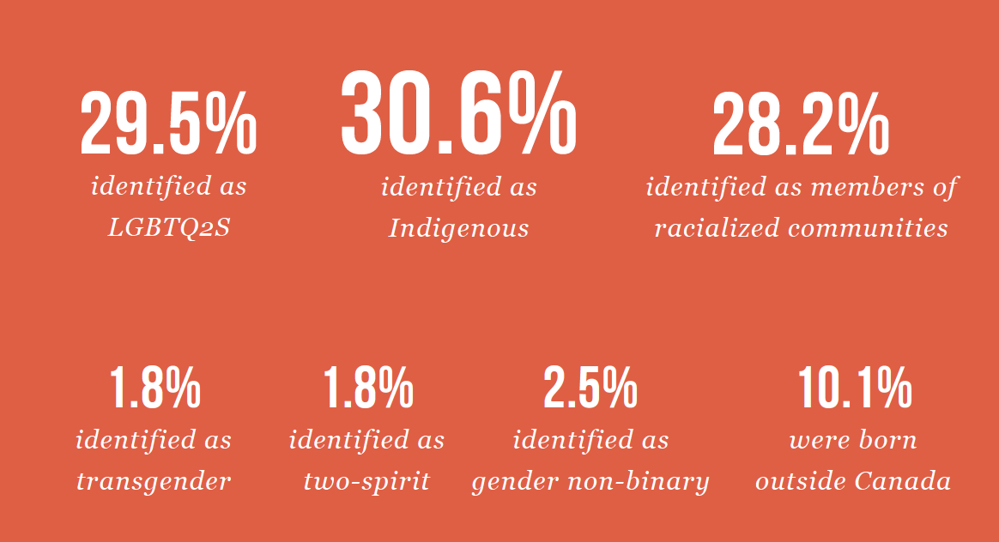 29.5%
identified as
LGBTQ2S
30.6%
identified as
Indigenous
28.2%
identified as members of
racialized communities
1.8%
identified as
transgender
1.8%
identified as
two-spirit
2.5%
identified as
gender non-binary
10.1%
were born
outside Canada